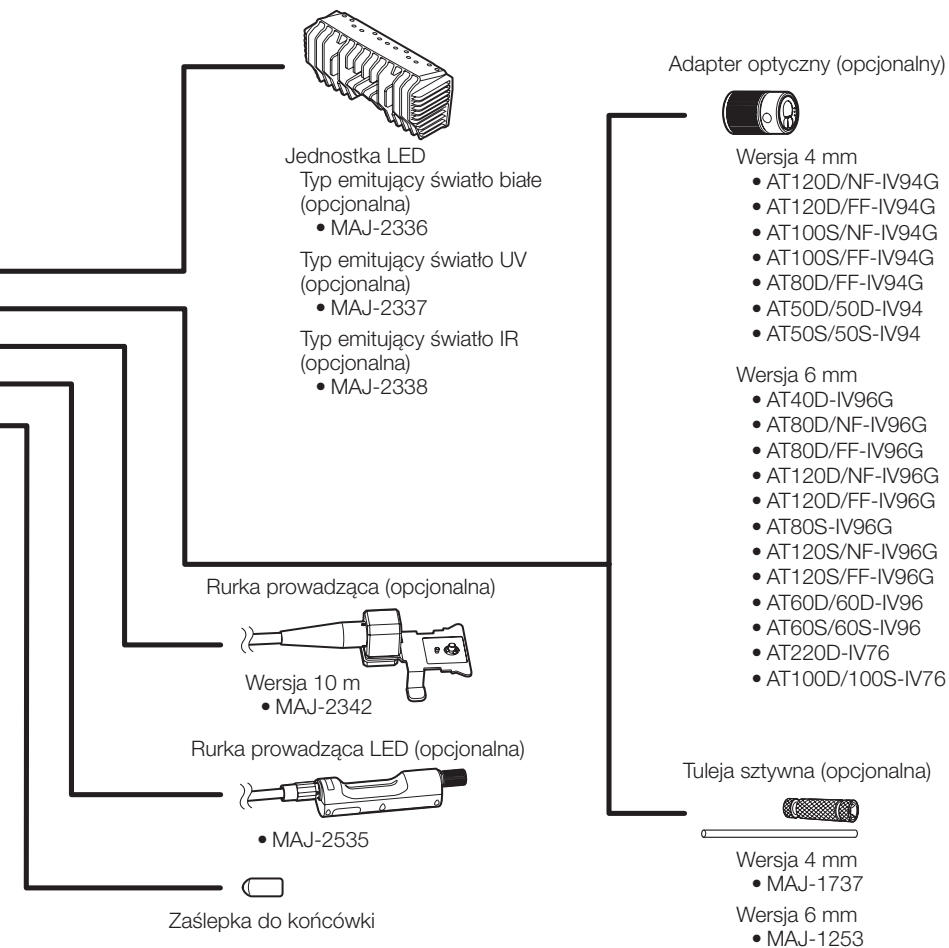 Jednostka LED
Typ emitujący światło białe
(opcjonalna)
• MAJ-2336
Typ emitujący światło UV
(opcjonalna)
• MAJ-2337
Typ emitujący światło IR
(opcjonalna)
• MAJ-2338
Rurka prowadząca (opcjonalna)
Wersja 10 m
• MAJ-2342
Rurka prowadząca LED (opcjonalna)
• MAJ-2535
Zaślepka do końcówki
Adapter optyczny (opcjonalny)
Wersja 4 mm
• AT120D/NF-IV94G
• AT120D/FF-IV94G
• AT100S/NF-IV94G
• AT100S/FF-IV94G
• AT80D/FF-IV94G
• AT50D/50D-IV94
• AT50S/50S-IV94
Wersja 6 mm
• AT40D-IV96G
• AT80D/NF-IV96G
• AT80D/FF-IV96G
• AT120D/NF-IV96G
• AT120D/FF-IV96G
• AT80S-IV96G
• AT120S/NF-IV96G
• AT120S/FF-IV96G
• AT60D/60D-IV96
• AT60S/60S-IV96
• AT220D-IV76
• AT100D/100S-IV76
Tuleja sztywna (opcjonalna)
Wersja 4 mm
• MAJ-1737
Wersja 6 mm
• MAJ-1253